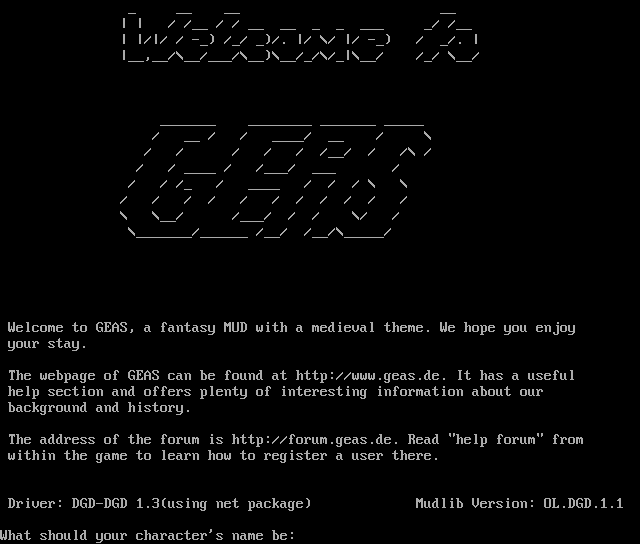 Welcome to
GEAS
Welcome to GEAS, a fantasy MUD with a medieval theme. We hope you enjoy
your stay.
The webpage of GEAS can be found at http://www.geas.de. It has a useful
help section and offers plenty of interesting information about our
background and history.
The address of the forum is http://forum.geas.de. Read "help forum" from
within the game to learn how to register a user there.
Driver: DGD-DGD 1.3(using net package) Mudlib Version: OL.DGD.1.1
What should your character's name be: